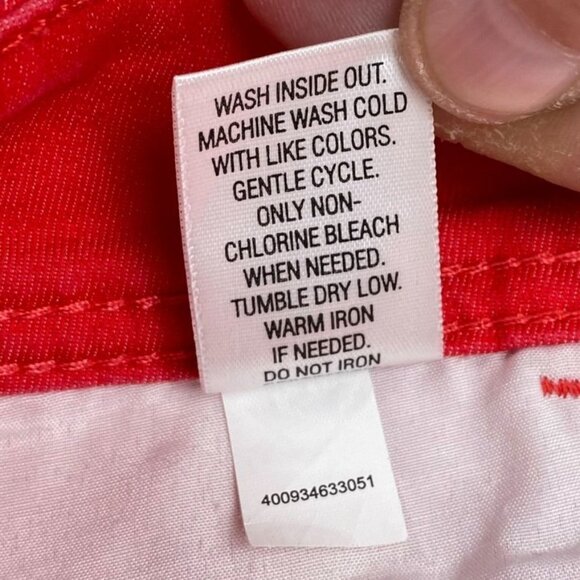 WASH INSIDE OUT.
MACHINE WASH COLD
WITH LIKE COLORS.
GENTLE CYCLE.
ONLY NON-
CHLORINE BLEACH
WHEN NEEDED.
TUMBLE DRY LOW.
WARM IRON
IF NEEDED.
DO NOT IRON
400934633051